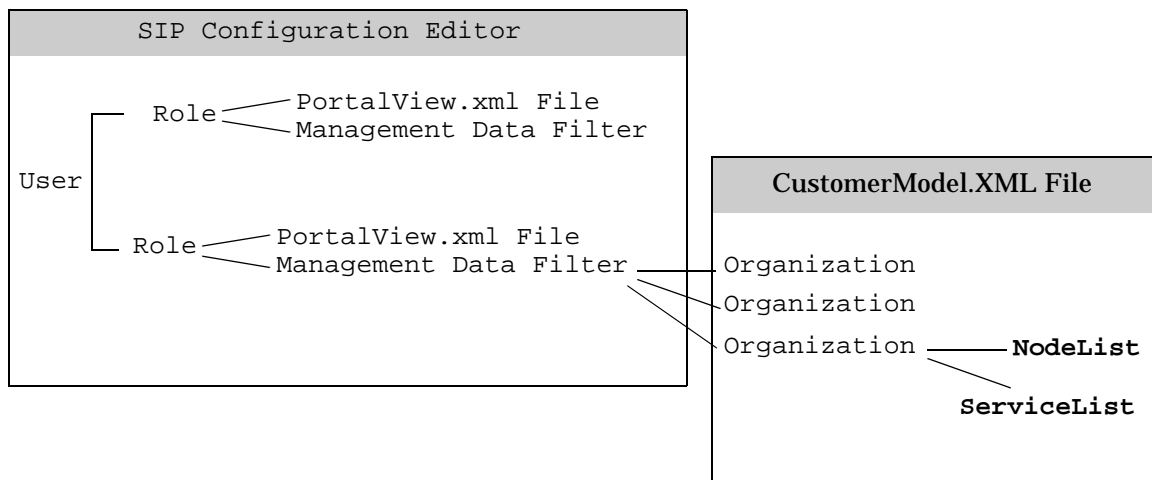 SIP Configuration Editor
Role
PortalView.xml File
Management Data Filter
User
Role
PortalView.xml File
Management Data Filter
CustomerModel.XML File
Organization
Organization
Organization
NodeList
ServiceList